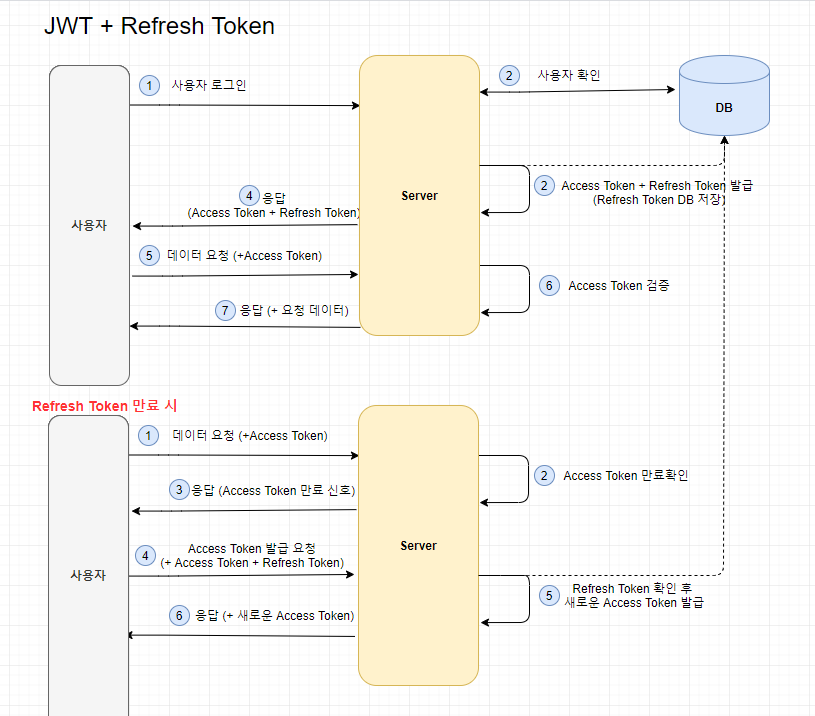 JWT + Refresh Token
1 사용자 로그인
2 사용자 확인
DB
Server
사용자
2 Access Token + Refresh Token 발급
(Refresh Token DB 저장)
4 응답
(Access Token + Refresh Token)
5 데이터 요청 (+Access Token)
6 Access Token 검증
7 응답 (+ 요청 데이터)
Refresh Token 만료 시
1 데이터 요청 (+Access Token)
2 Access Token 만료확인
3 응답 (Access Token 만료 신호)
Server
사용자
4 Access Token 발급 요청
(+ Access Token + Refresh Token)
5 Refresh Token 확인 후
새로운 Access Token 발급
6 응답 (+ 새로운 Access Token)